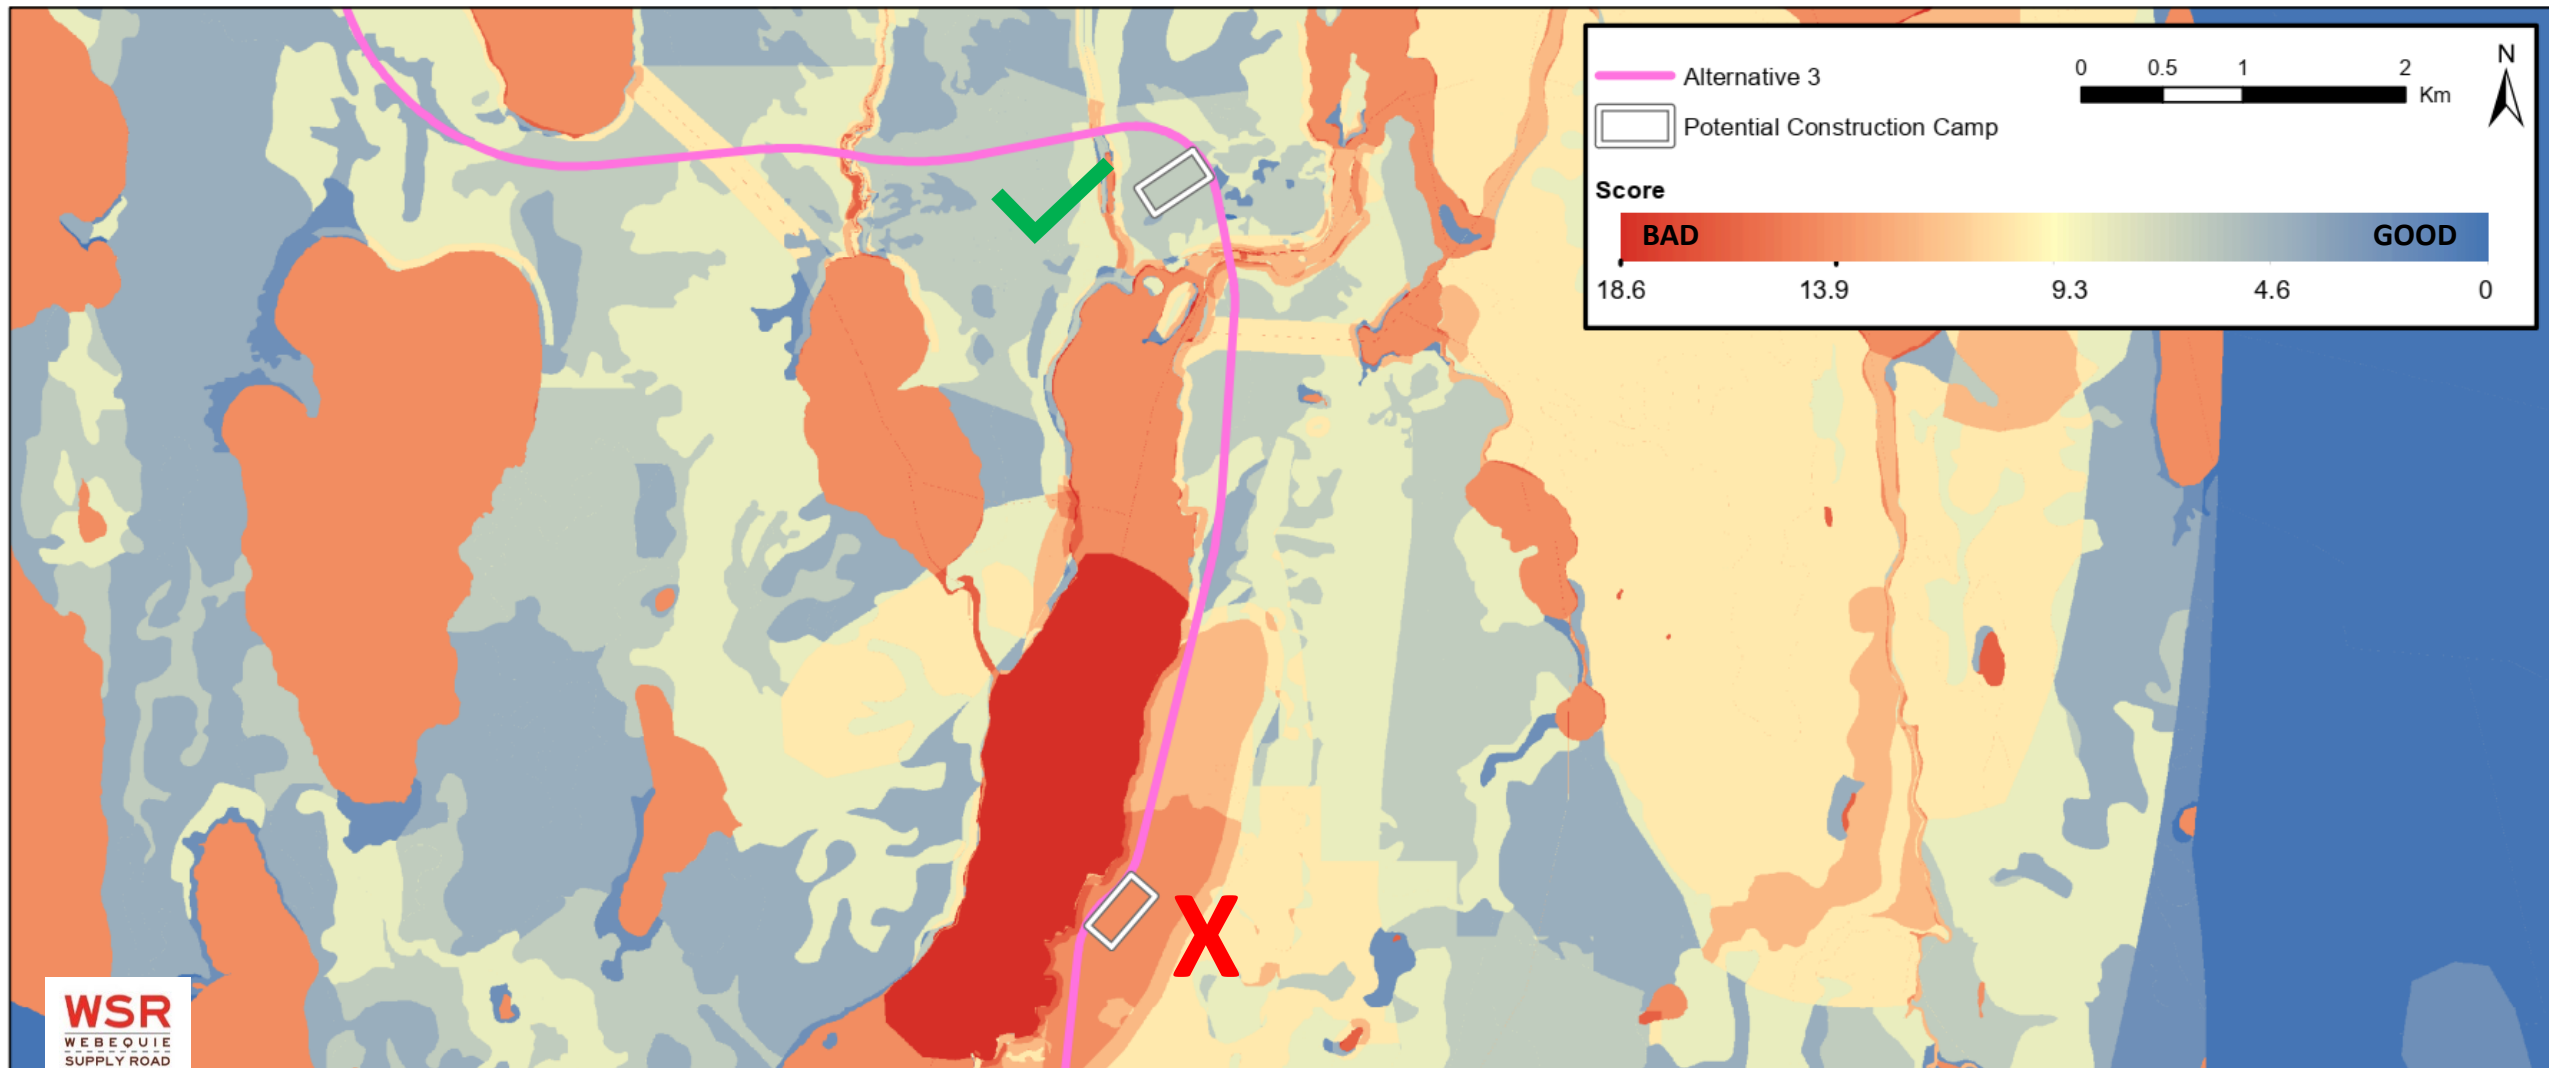 Alternative 3
Potential Construction Camp
0 0.5 1 2
Km
N
Score
BAD GOOD
18.6 13.9 9.3 4.6 0
X
WSR
WEBEQUIE
SUPPLY ROAD